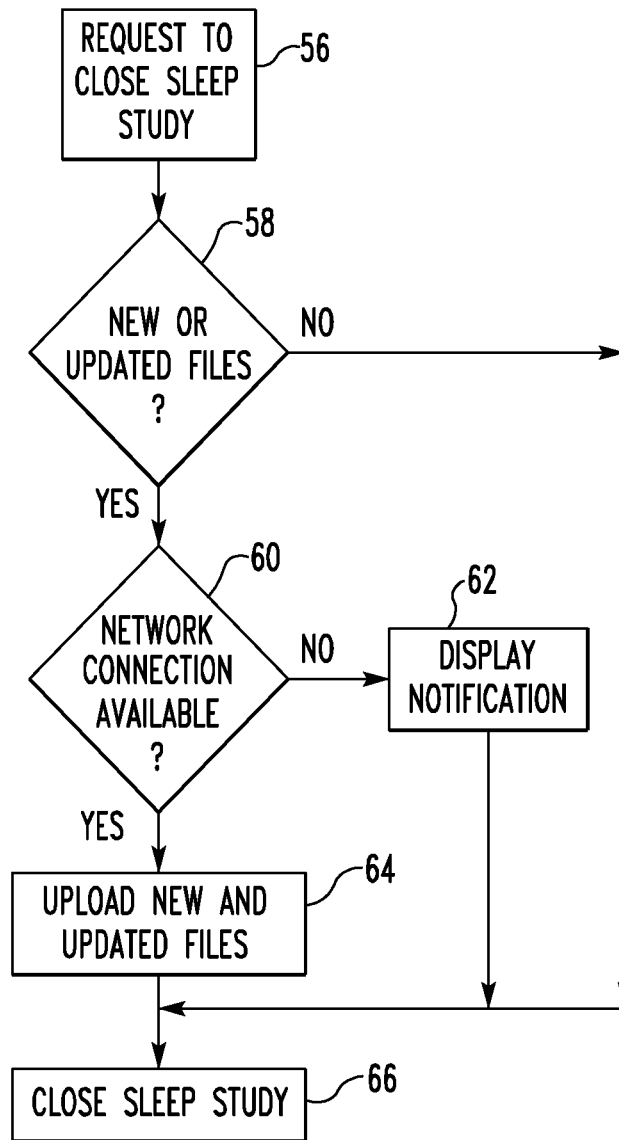 REQUEST TO
CLOSE SLEEP
STUDY
56
58
NEW OR
UPDATED FILES
?
NO
YES
60
NETWORK
CONNECTION
AVAILABLE
?
NO
62
DISPLAY
NOTIFICATION
YES
64
UPLOAD NEW AND
UPDATED FILES
CLOSE SLEEP STUDY
66